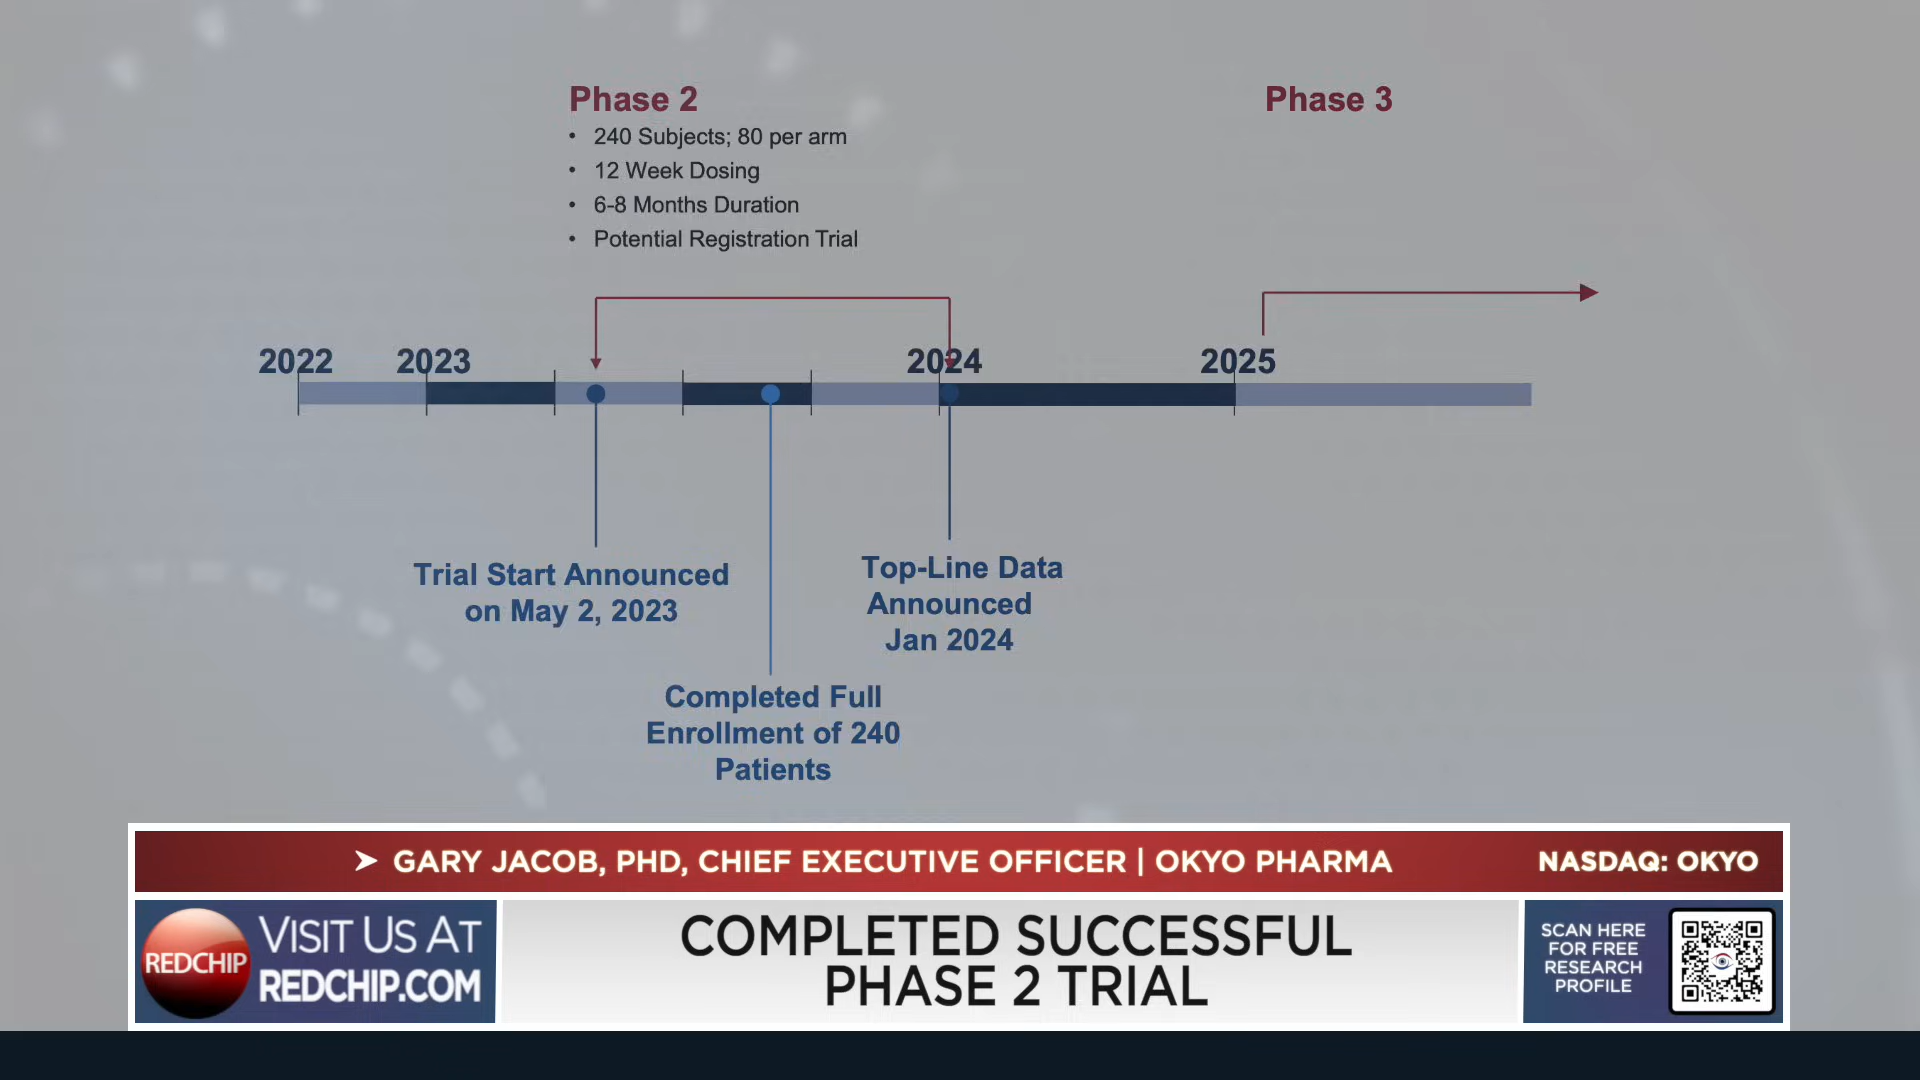 Phase 2
• 240 Subjects; 80 per arm
• 12 Week Dosing
• 6-8 Months Duration
• Potential Registration Trial
Phase 3
2022
2023
2024
2025
Trial Start Announced
on May 2, 2023
Top-Line Data
Announced
Jan 2024
Completed Full
Enrollment of 240
Patients
➤ GARY JACOB, PHD, CHIEF EXECUTIVE OFFICER | OKYO PHARMA
NASDAQ: OKYO
REDCHIP
VISIT US AT
REDCHIP.COM
COMPLETED SUCCESSFUL
PHASE 2 TRIAL
SCAN HERE
FOR FREE
RESEARCH
PROFILE